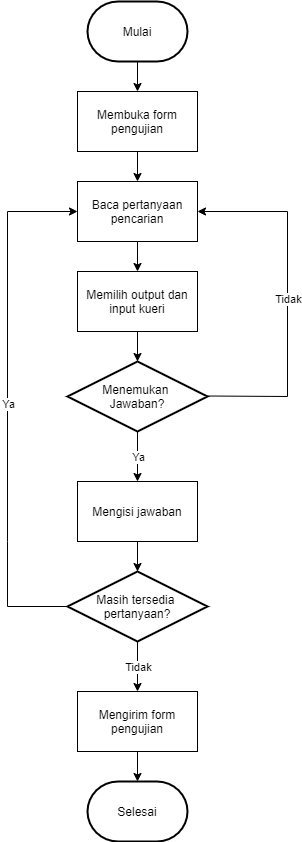 Mulai
Membuka form
pengujian
Baca pertanyaan
pencarian
Memilih output dan
input kueri
Tidak
Menemukan
Jawaban?
Ya
Ya
Mengisi jawaban
Masih tersedia
pertanyaan?
Tidak
Mengirim form
pengujian
Selesai